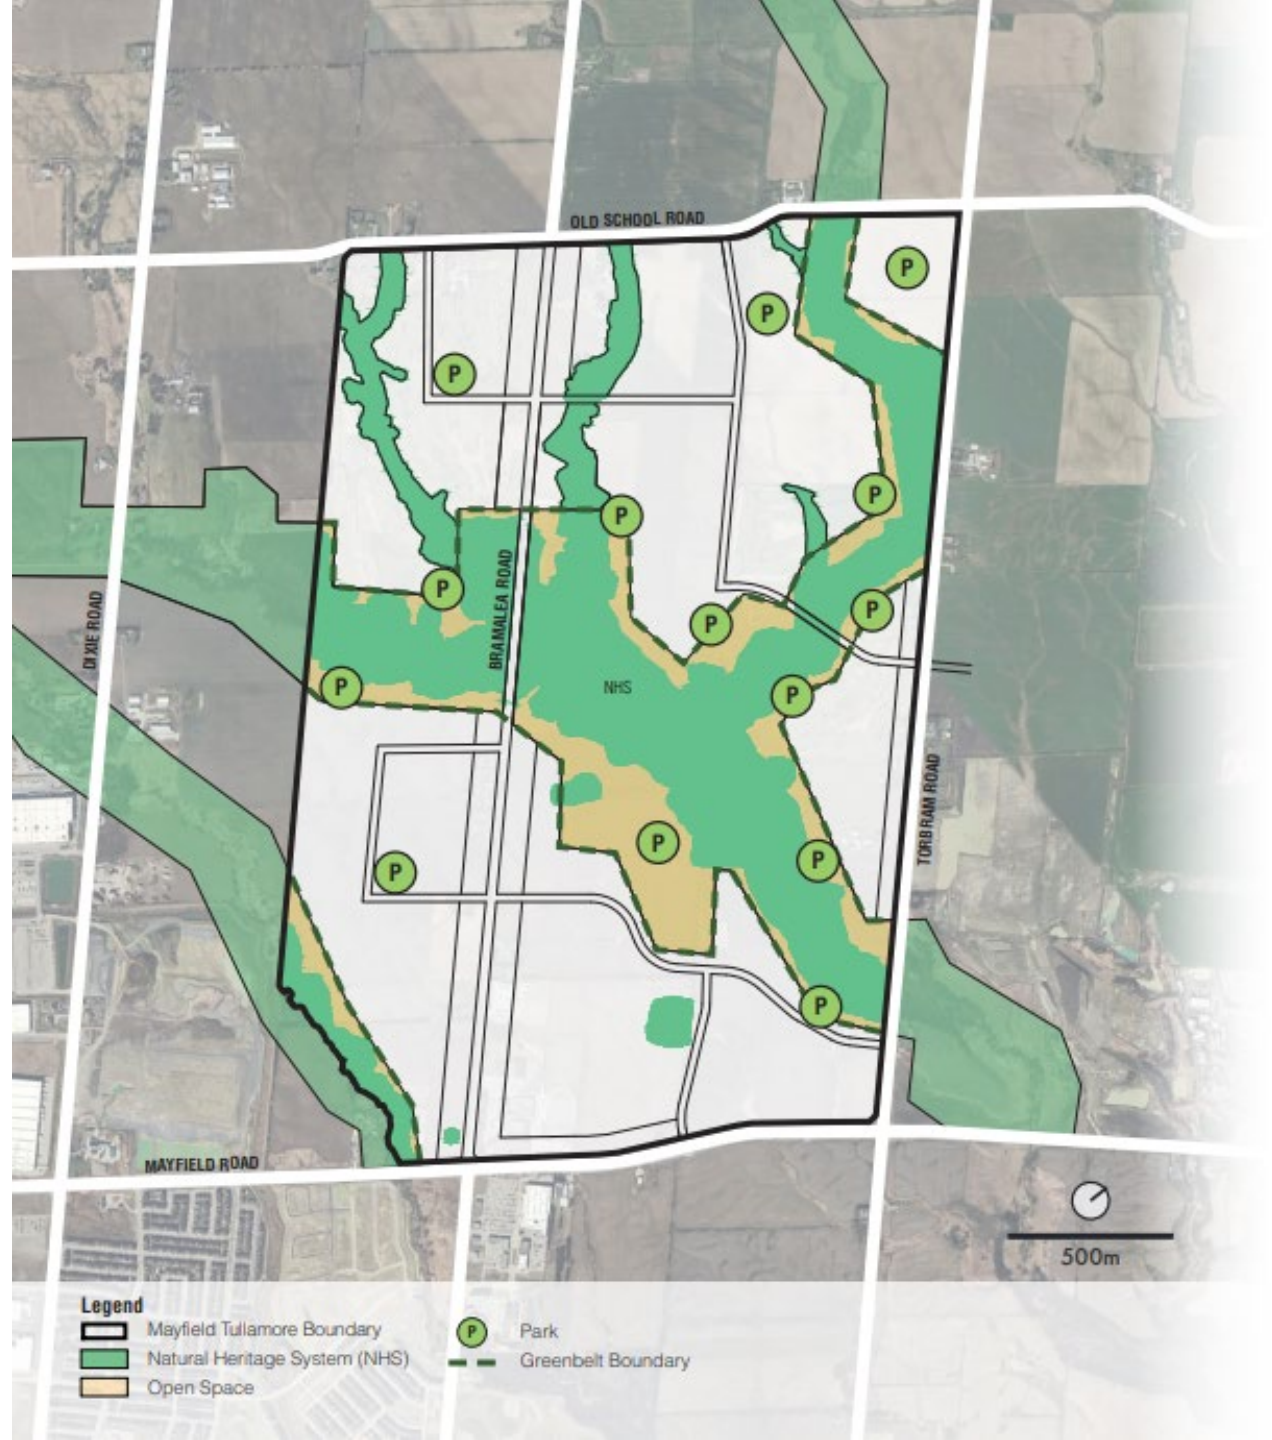 OLD SCHOOL ROAD
P
P
P
P
P
BRAMALEA ROAD
P
DIXIE ROAD
P
P
P
NHS
P
TORBRAM ROAD
P
P
P
P
MAYFIELD ROAD
500m
Legend
Mayfield Tullamore Boundary
Natural Heritage System (NHS)
Open Space
P Park
Greenbelt Boundary